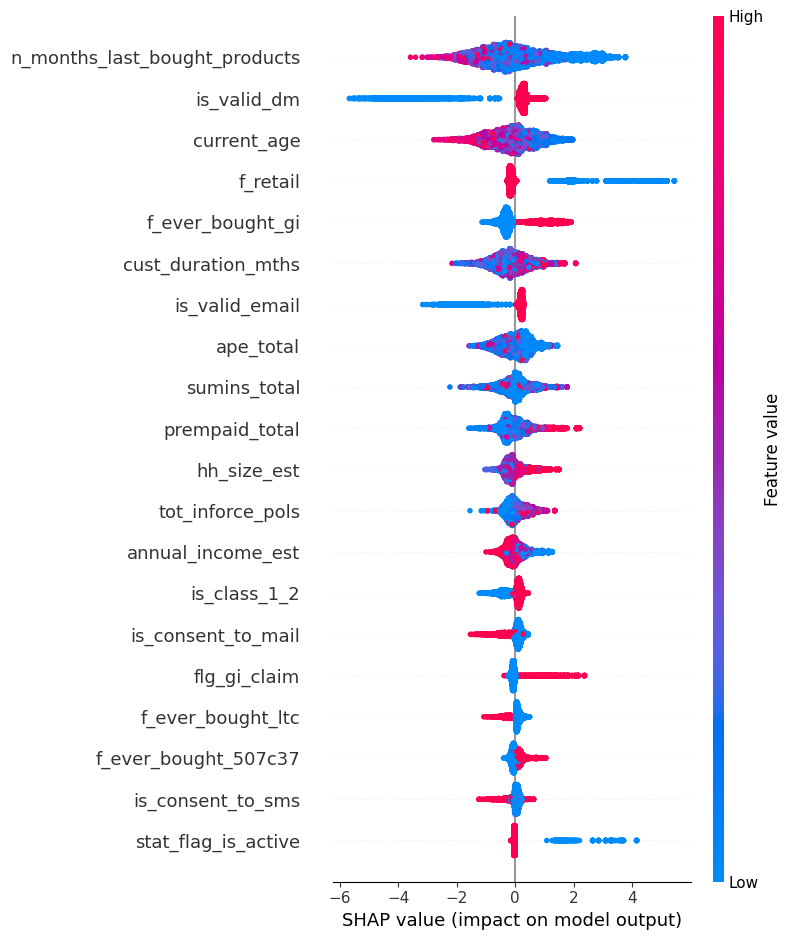 High
n_months_last_bought_products
is_valid_dm
current_age
f_retail
f_ever_bought_gi
cust_duration_mths
is_valid_email
ape_total
sumins_total
prempaid_total
hh_size_est
tot_inforce_pols
annual_income_est
is_class_1_2
is_consent_to_mail
flg_gi_claim
f_ever_bought_ltc
f_ever_bought_507c37
is_consent_to_sms
stat_flag_is_active
Feature value
Low
−6 −4 −2 0 2 4
SHAP value (impact on model output)